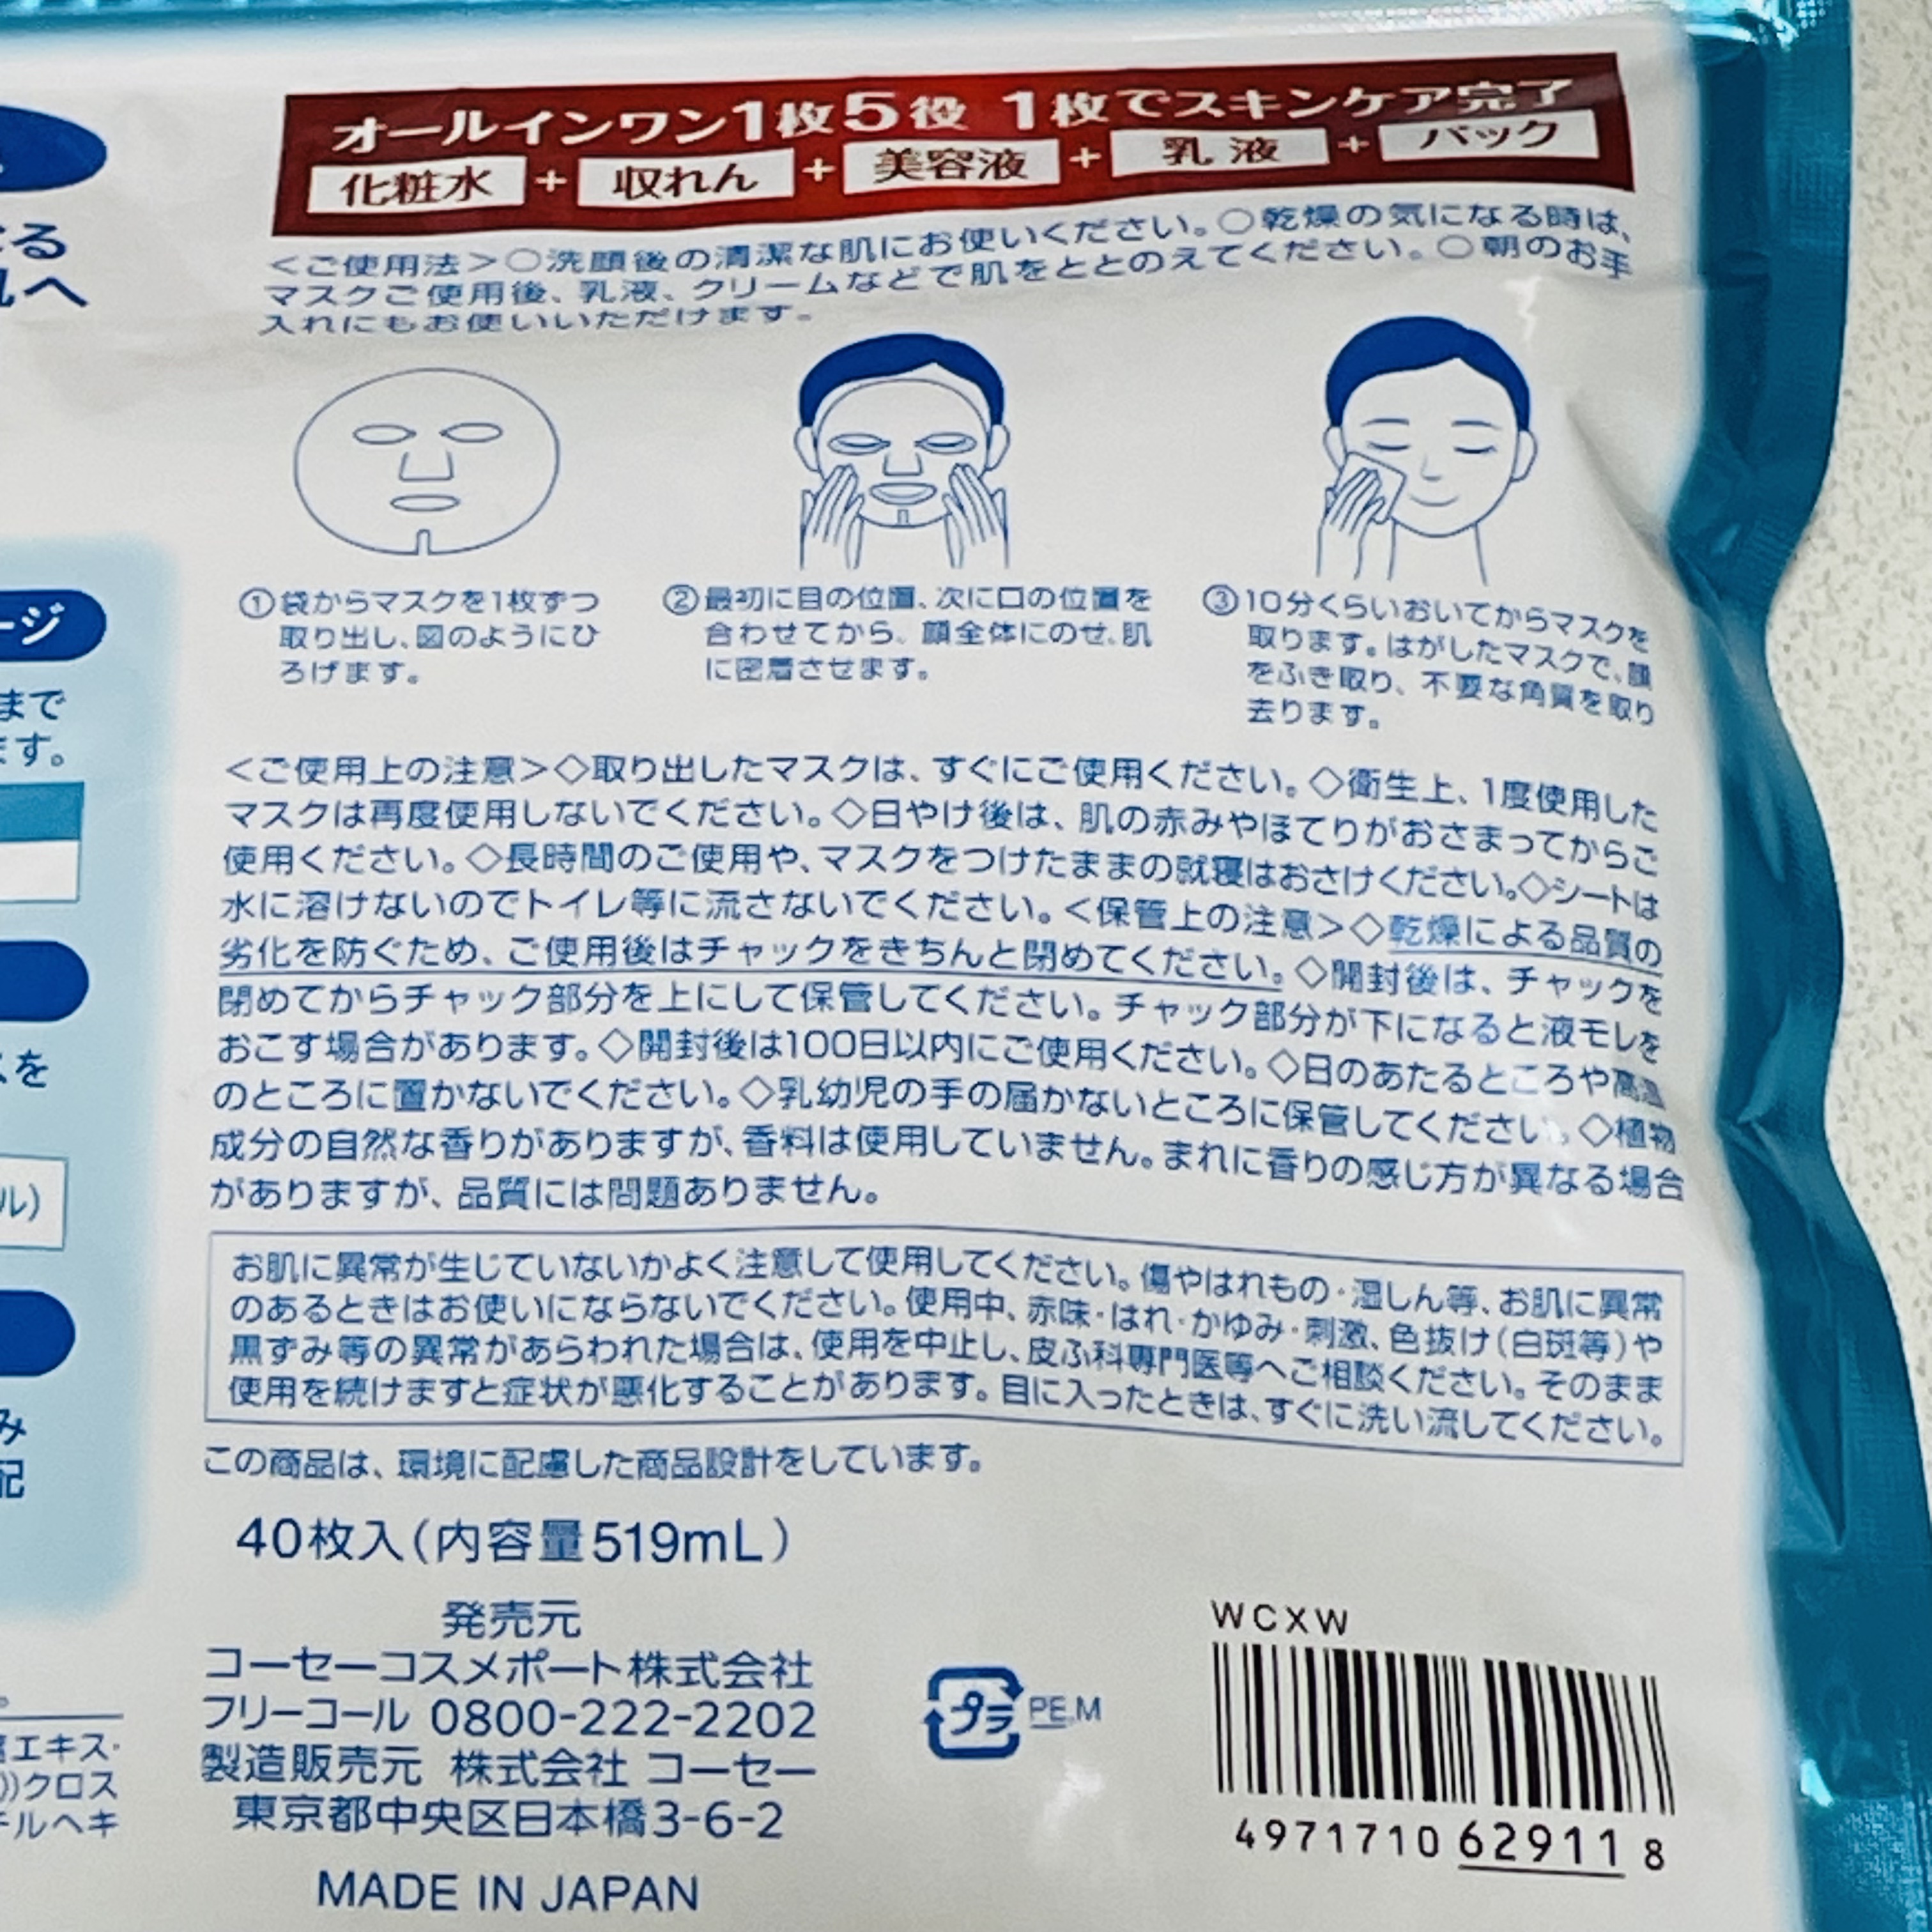 オールインワン1枚5役 1枚でスキンケア完了
化粧水 + 収れん + 美容液 + 乳液 + パック
<ご使用法>○洗顔後の清潔な肌にお使いください。○乾燥の気になる時は、
マスクご使用後、乳液、クリームなどで肌をととのえてください。○朝のお手
入れにもお使いいただけます。
①袋からマスクを1枚ずつ
取り出し、図のようにひ
ろげます。
②最初に目の位置、次に口の位置を
合わせてから、顔全体にのせ、肌
に密着させます。
③10分くらいおいてからマスクを
取ります。はがしたマスクで、顔
をふき取り、不要な角質を取り
去ります。
<ご使用上の注意>◇取り出したマスクは、すぐにご使用ください。◇衛生上、1度使用した
マスクは再度使用しないでください。◇日やけ後は、肌の赤みやほてりがおさまってからご
使用ください。◇長時間のご使用や、マスクをつけたままの就寝はおさけください。◇シートは
水に溶けないのでトイレ等に流さないでください。<保管上の注意>◇乾燥による品質の
劣化を防ぐため、ご使用後はチャックをきちんと閉めてください。◇開封後は、チャックを
閉めてからチャック部分を上にして保管してください。チャック部分が下になると液モレを
おこす場合があります。◇開封後は100日以内にご使用ください。◇日のあたるところや高温
のところに置かないでください。◇乳幼児の手の届かないところに保管してください。◇植物
成分の自然な香りがありますが、香料は使用していません。まれに香りの感じ方が異なる場合
がありますが、品質には問題ありません。
お肌に異常が生じていないかよく注意して使用してください。傷やはれもの・湿しん等、お肌に異常
のあるときはお使いにならないでください。使用中、赤味・はれ・かゆみ・刺激、色抜け(白斑等)や
黒ずみ等の異常があらわれた場合は、使用を中止し、皮ふ科専門医等へご相談ください。そのまま
使用を続けますと症状が悪化することがあります。目に入ったときは、すぐに洗い流してください。
この商品は、環境に配慮した商品設計をしています。
40枚入(内容量519mL)
発売元
コーセーコスメポート株式会社
フリーコール 0800-222-2202
製造販売元 株式会社 コーセー
東京都中央区日本橋3-6-2
MADE IN JAPAN
プラ PE,M
WCXW
4971710 629118
まで
ます。
ージ
ル)
エキス・
クロス